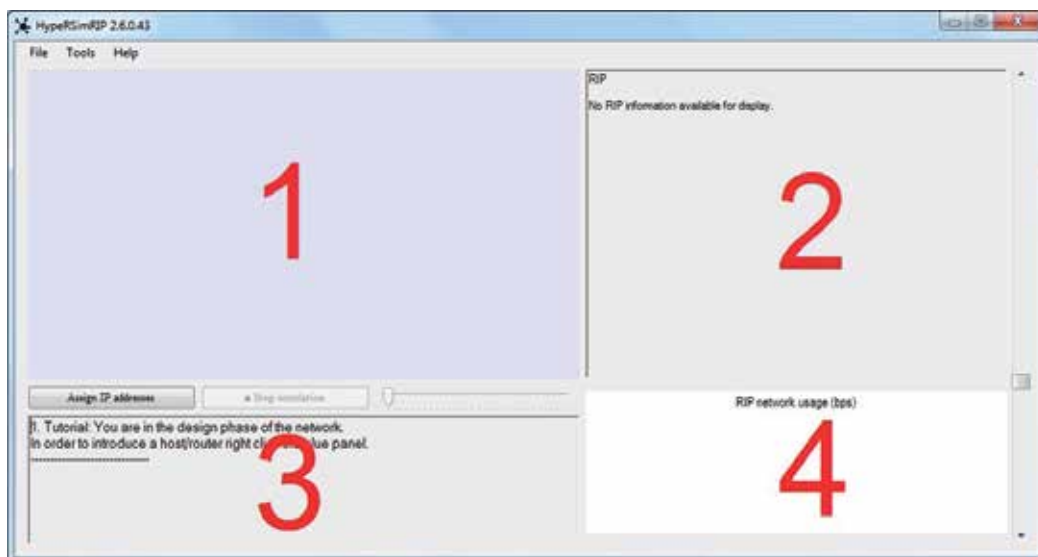 HypeRSimRIP 2.6.0.43
File Tools Help
1
RIP
No RIP information available for display.
2
Assign IP addresses
Stop simulation
1. Tutorial: You are in the design phase of the network.
In order to introduce a host/router right cli lue panel.
--------------------------------
3
RIP network usage (bps)
4